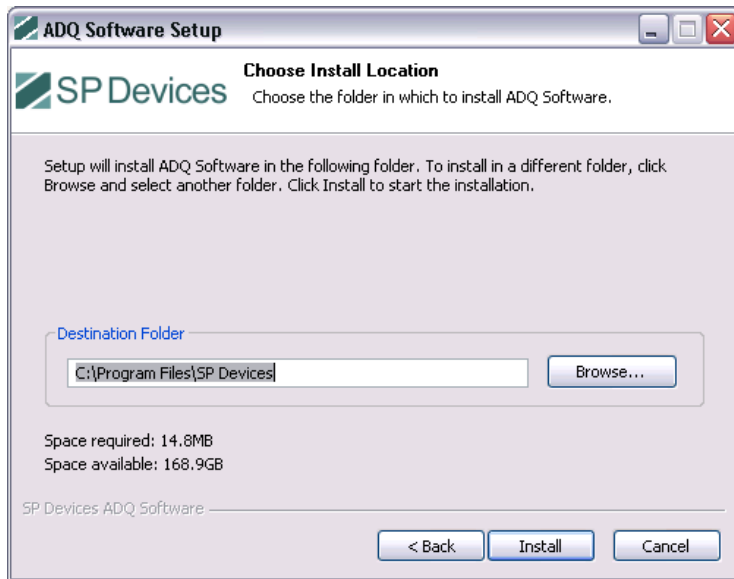 ADQ Software Setup
SP Devices
Choose Install Location
Choose the folder in which to install ADQ Software.
Setup will install ADQ Software in the following folder. To install in a different folder, click
Browse and select another folder. Click Install to start the installation.
Destination Folder
C:\Program Files\SP Devices
Browse...
Space required: 14.8MB
Space available: 168.9GB
SP Devices ADQ Software
< Back
Install
Cancel